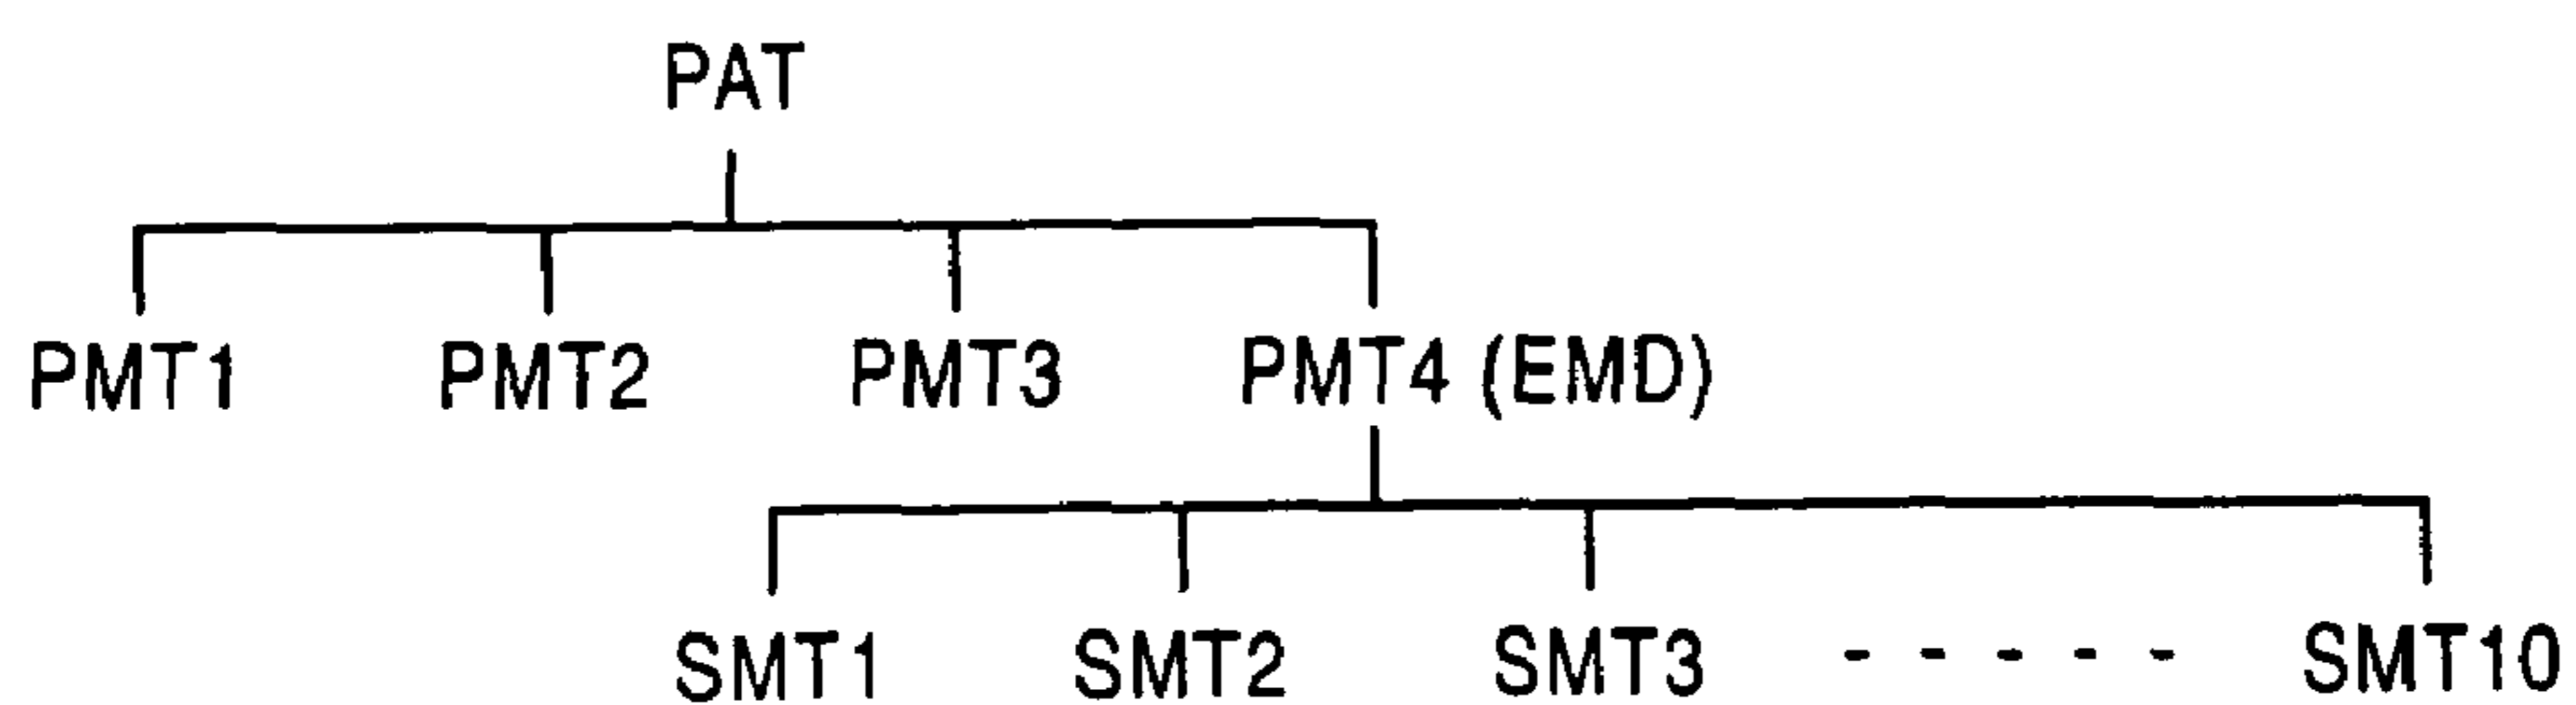 PAT
PMT1 PMT2 PMT3 PMT4 (EMD)
SMT1 SMT2 SMT3 - - - - - SMT10